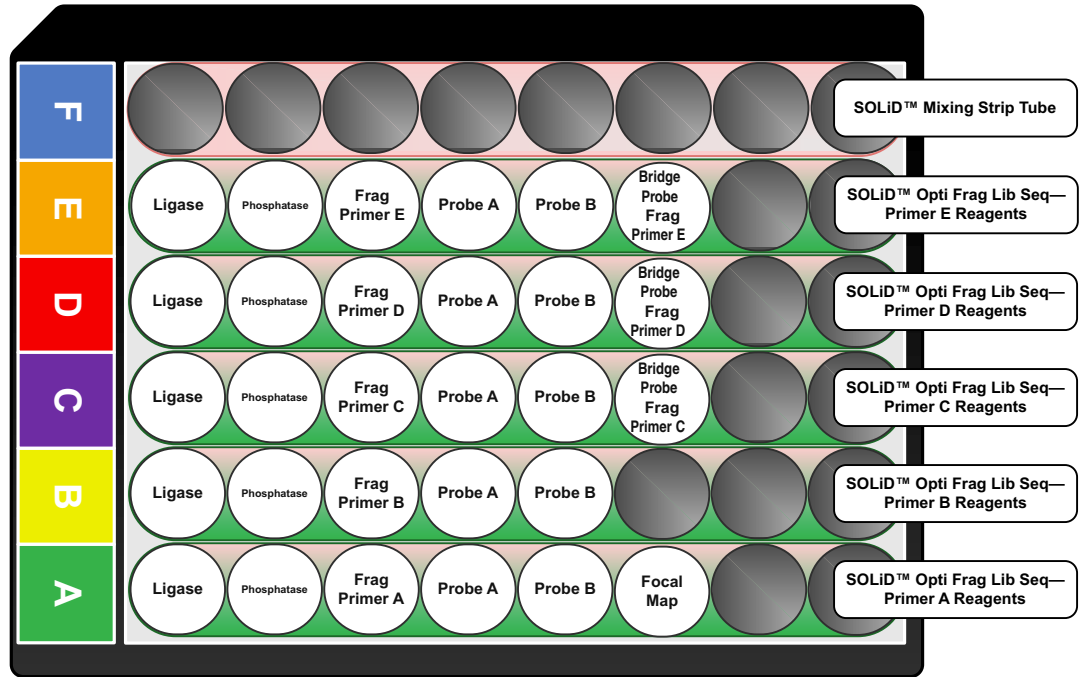 F
SOLiD™ Mixing Strip Tube
E
Ligase
Phosphatase
Frag
Primer E
Probe A
Probe B
Bridge
Probe
Frag
Primer E
SOLiD™ Opti Frag Lib Seq—
Primer E Reagents
D
Ligase
Phosphatase
Frag
Primer D
Probe A
Probe B
Bridge
Probe
Frag
Primer D
SOLiD™ Opti Frag Lib Seq—
Primer D Reagents
C
Ligase
Phosphatase
Frag
Primer C
Probe A
Probe B
Bridge
Probe
Frag
Primer C
SOLiD™ Opti Frag Lib Seq—
Primer C Reagents
B
Ligase
Phosphatase
Frag
Primer B
Probe A
Probe B
SOLiD™ Opti Frag Lib Seq—
Primer B Reagents
A
Ligase
Phosphatase
Frag
Primer A
Probe A
Probe B
Focal
Map
SOLiD™ Opti Frag Lib Seq—
Primer A Reagents